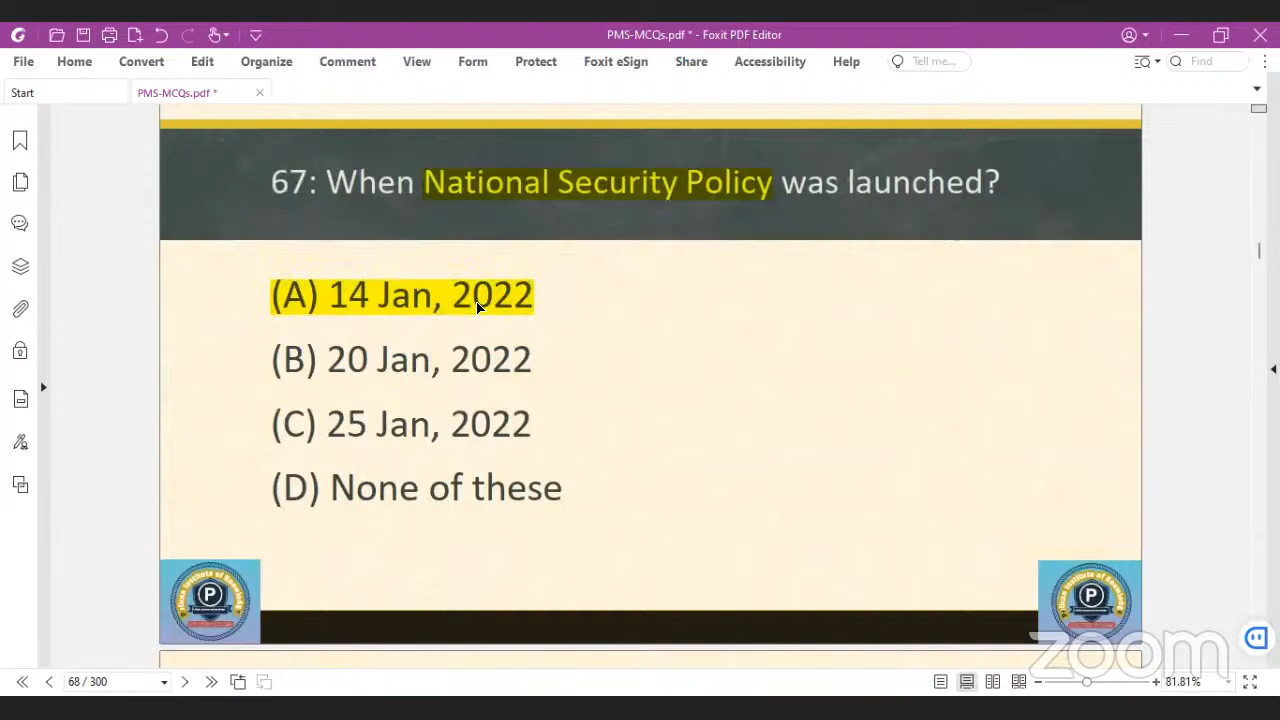 PMS-MCQs.pdf * - Foxit PDF Editor
File Home Convert Edit Organize Comment View Form Protect Foxit eSign Share Accessibility Help Tell me... Find
Start PMS-MCQs.pdf *
67: When National Security Policy was launched?
(A) 14 Jan, 2022
(B) 20 Jan, 2022
(C) 25 Jan, 2022
(D) None of these
P
P
zoom
68 / 300
81.81%